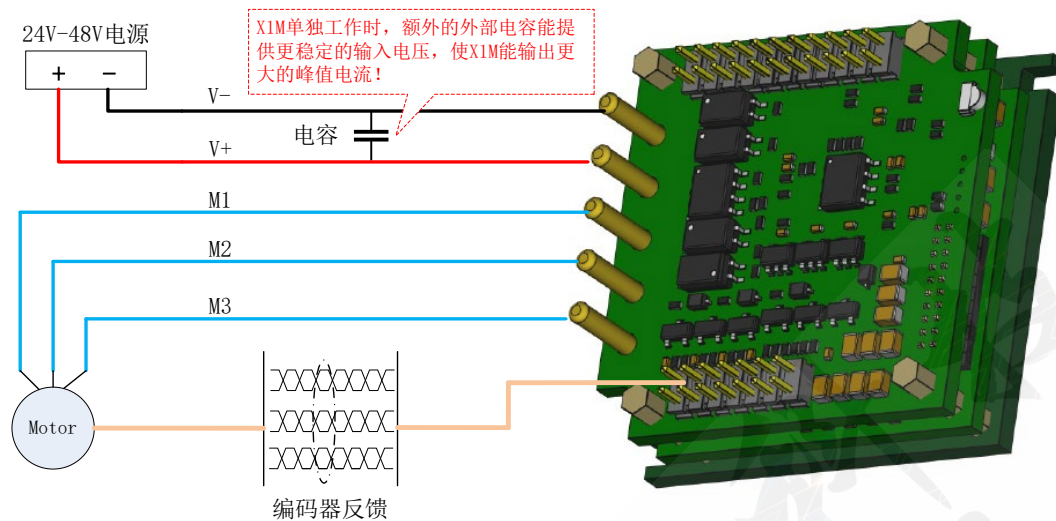 X1M单独工作时，额外的外部电容能提
供更稳定的输入电压，使X1M能输出更
大的峰值电流！
24V-48V电源
+ −
V−
电容
V+
M1
M2
M3
Motor
编码器反馈